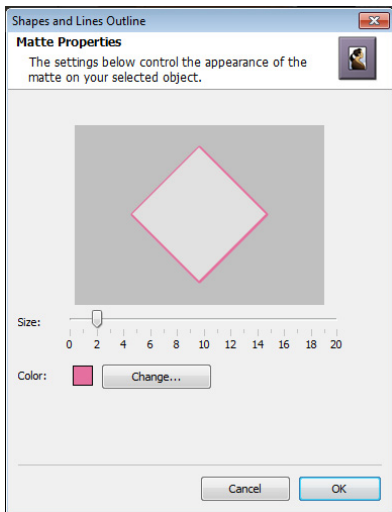 Shapes and Lines Outline
Matte Properties
The settings below control the appearance of the
matte on your selected object.
Size:
0 2 4 6 8 10 12 14 16 18 20
Color:
Change...
Cancel
OK